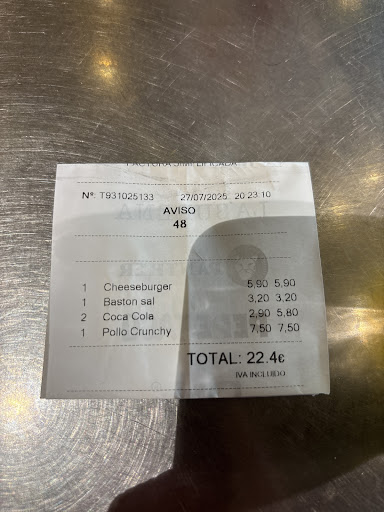 FACTURA SIMPLIFICADA
Nº: T931025133 27/07/2025 20:23:10
AVISO
48
1 Cheeseburger 5,90 5,90
1 Baston sal 3,20 3,20
2 Coca Cola 2,90 5,80
1 Pollo Crunchy 7,50 7,50
TOTAL: 22.4€
IVA INCLUIDO